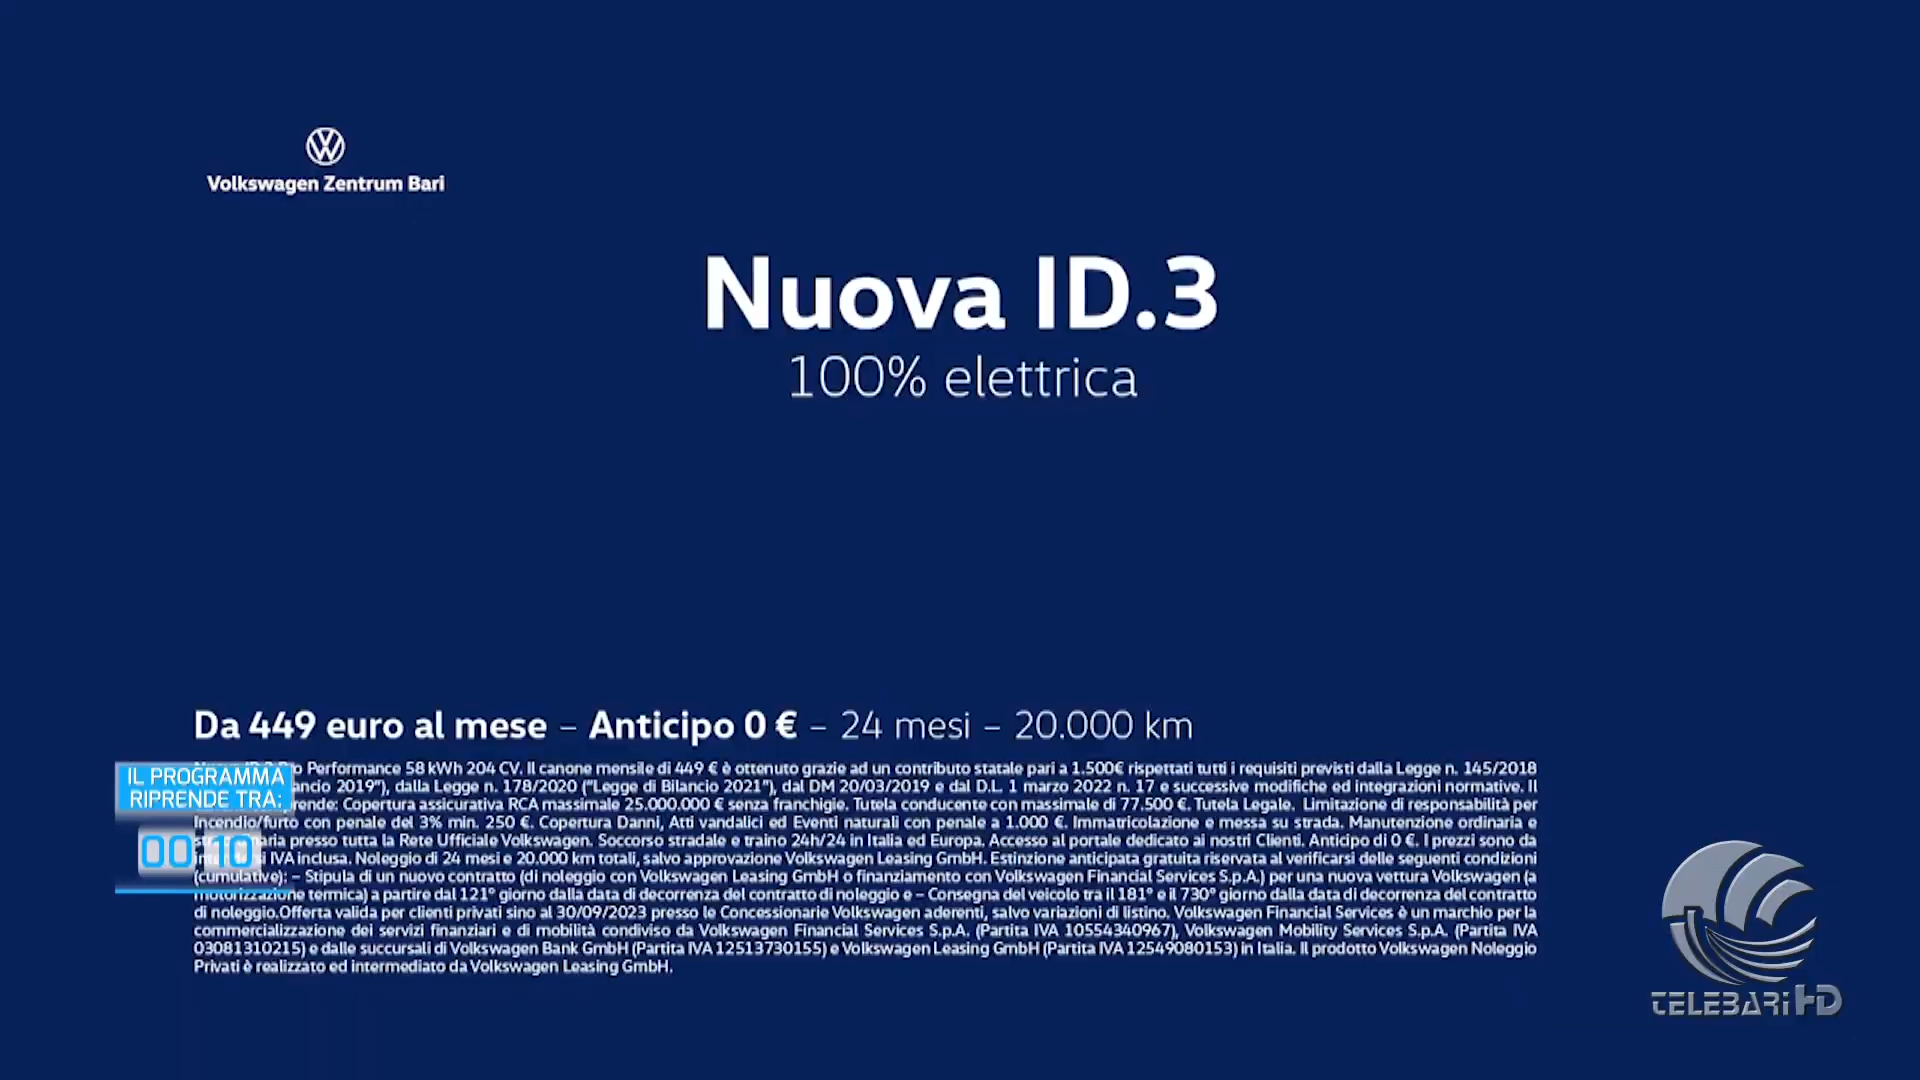 Volkswagen Zentrum Bari
Nuova ID.3
100% elettrica
Da 449 euro al mese – Anticipo 0 € – 24 mesi – 20.000 km
Performance 58 kWh 204 CV. Il canone mensile di 449 € è ottenuto grazie ad un contributo statale pari a 1.500€ rispettati tutti i requisiti previsti dalla Legge n. 145/2018
2019”), dalla Legge n. 178/2020 (“Legge di Bilancio 2021”), dal DM 20/03/2019 e dal D.L. 1 marzo 2022 n. 17 e successive modifiche ed integrazioni normative. Il
Copertura assicurativa RCA massimale 25.000.000 € senza franchigie. Tutela conducente con massimale di 77.500 €. Tutela Legale. Limitazione di responsabilità per
Incendio/furto con penale del 3% min. 250 €. Copertura Danni, Atti vandalici ed Eventi naturali con penale a 1.000 €. Immatricolazione e messa su strada. Manutenzione ordinaria e
presso tutta la Rete Ufficiale Volkswagen. Soccorso stradale e traino 24h/24 in Italia ed Europa. Accesso al portale dedicato ai nostri Clienti. Anticipo di 0 €. I prezzi sono da
IVA inclusa. Noleggio di 24 mesi e 20.000 km totali, salvo approvazione Volkswagen Leasing GmbH. Estinzione anticipata gratuita riservata al verificarsi delle seguenti condizioni
(cumulative): – Stipula di un nuovo contratto (di noleggio con Volkswagen Leasing GmbH o finanziamento con Volkswagen Financial Services S.p.A.) per una nuova vettura Volkswagen (a
motorizzazione termica) a partire dal 121° giorno dalla data di decorrenza del contratto di noleggio e – Consegna del veicolo tra il 181° e il 730° giorno dalla data di decorrenza del contratto
di noleggio.Offerta valida per clienti privati sino al 30/09/2023 presso le Concessionarie Volkswagen aderenti, salvo variazioni di listino. Volkswagen Financial Services è un marchio per la
commercializzazione dei servizi finanziari e di mobilità condiviso da Volkswagen Financial Services S.p.A. (Partita IVA 10554340967), Volkswagen Mobility Services S.p.A. (Partita IVA
03081310215) e dalle succursali di Volkswagen Bank GmbH (Partita IVA 12513730155) e Volkswagen Leasing GmbH (Partita IVA 12549080153) in Italia. Il prodotto Volkswagen Noleggio
Privati è realizzato ed intermediato da Volkswagen Leasing GmbH.
IL PROGRAMMA
RIPRENDE TRA:
00:10
TELEBARI HD